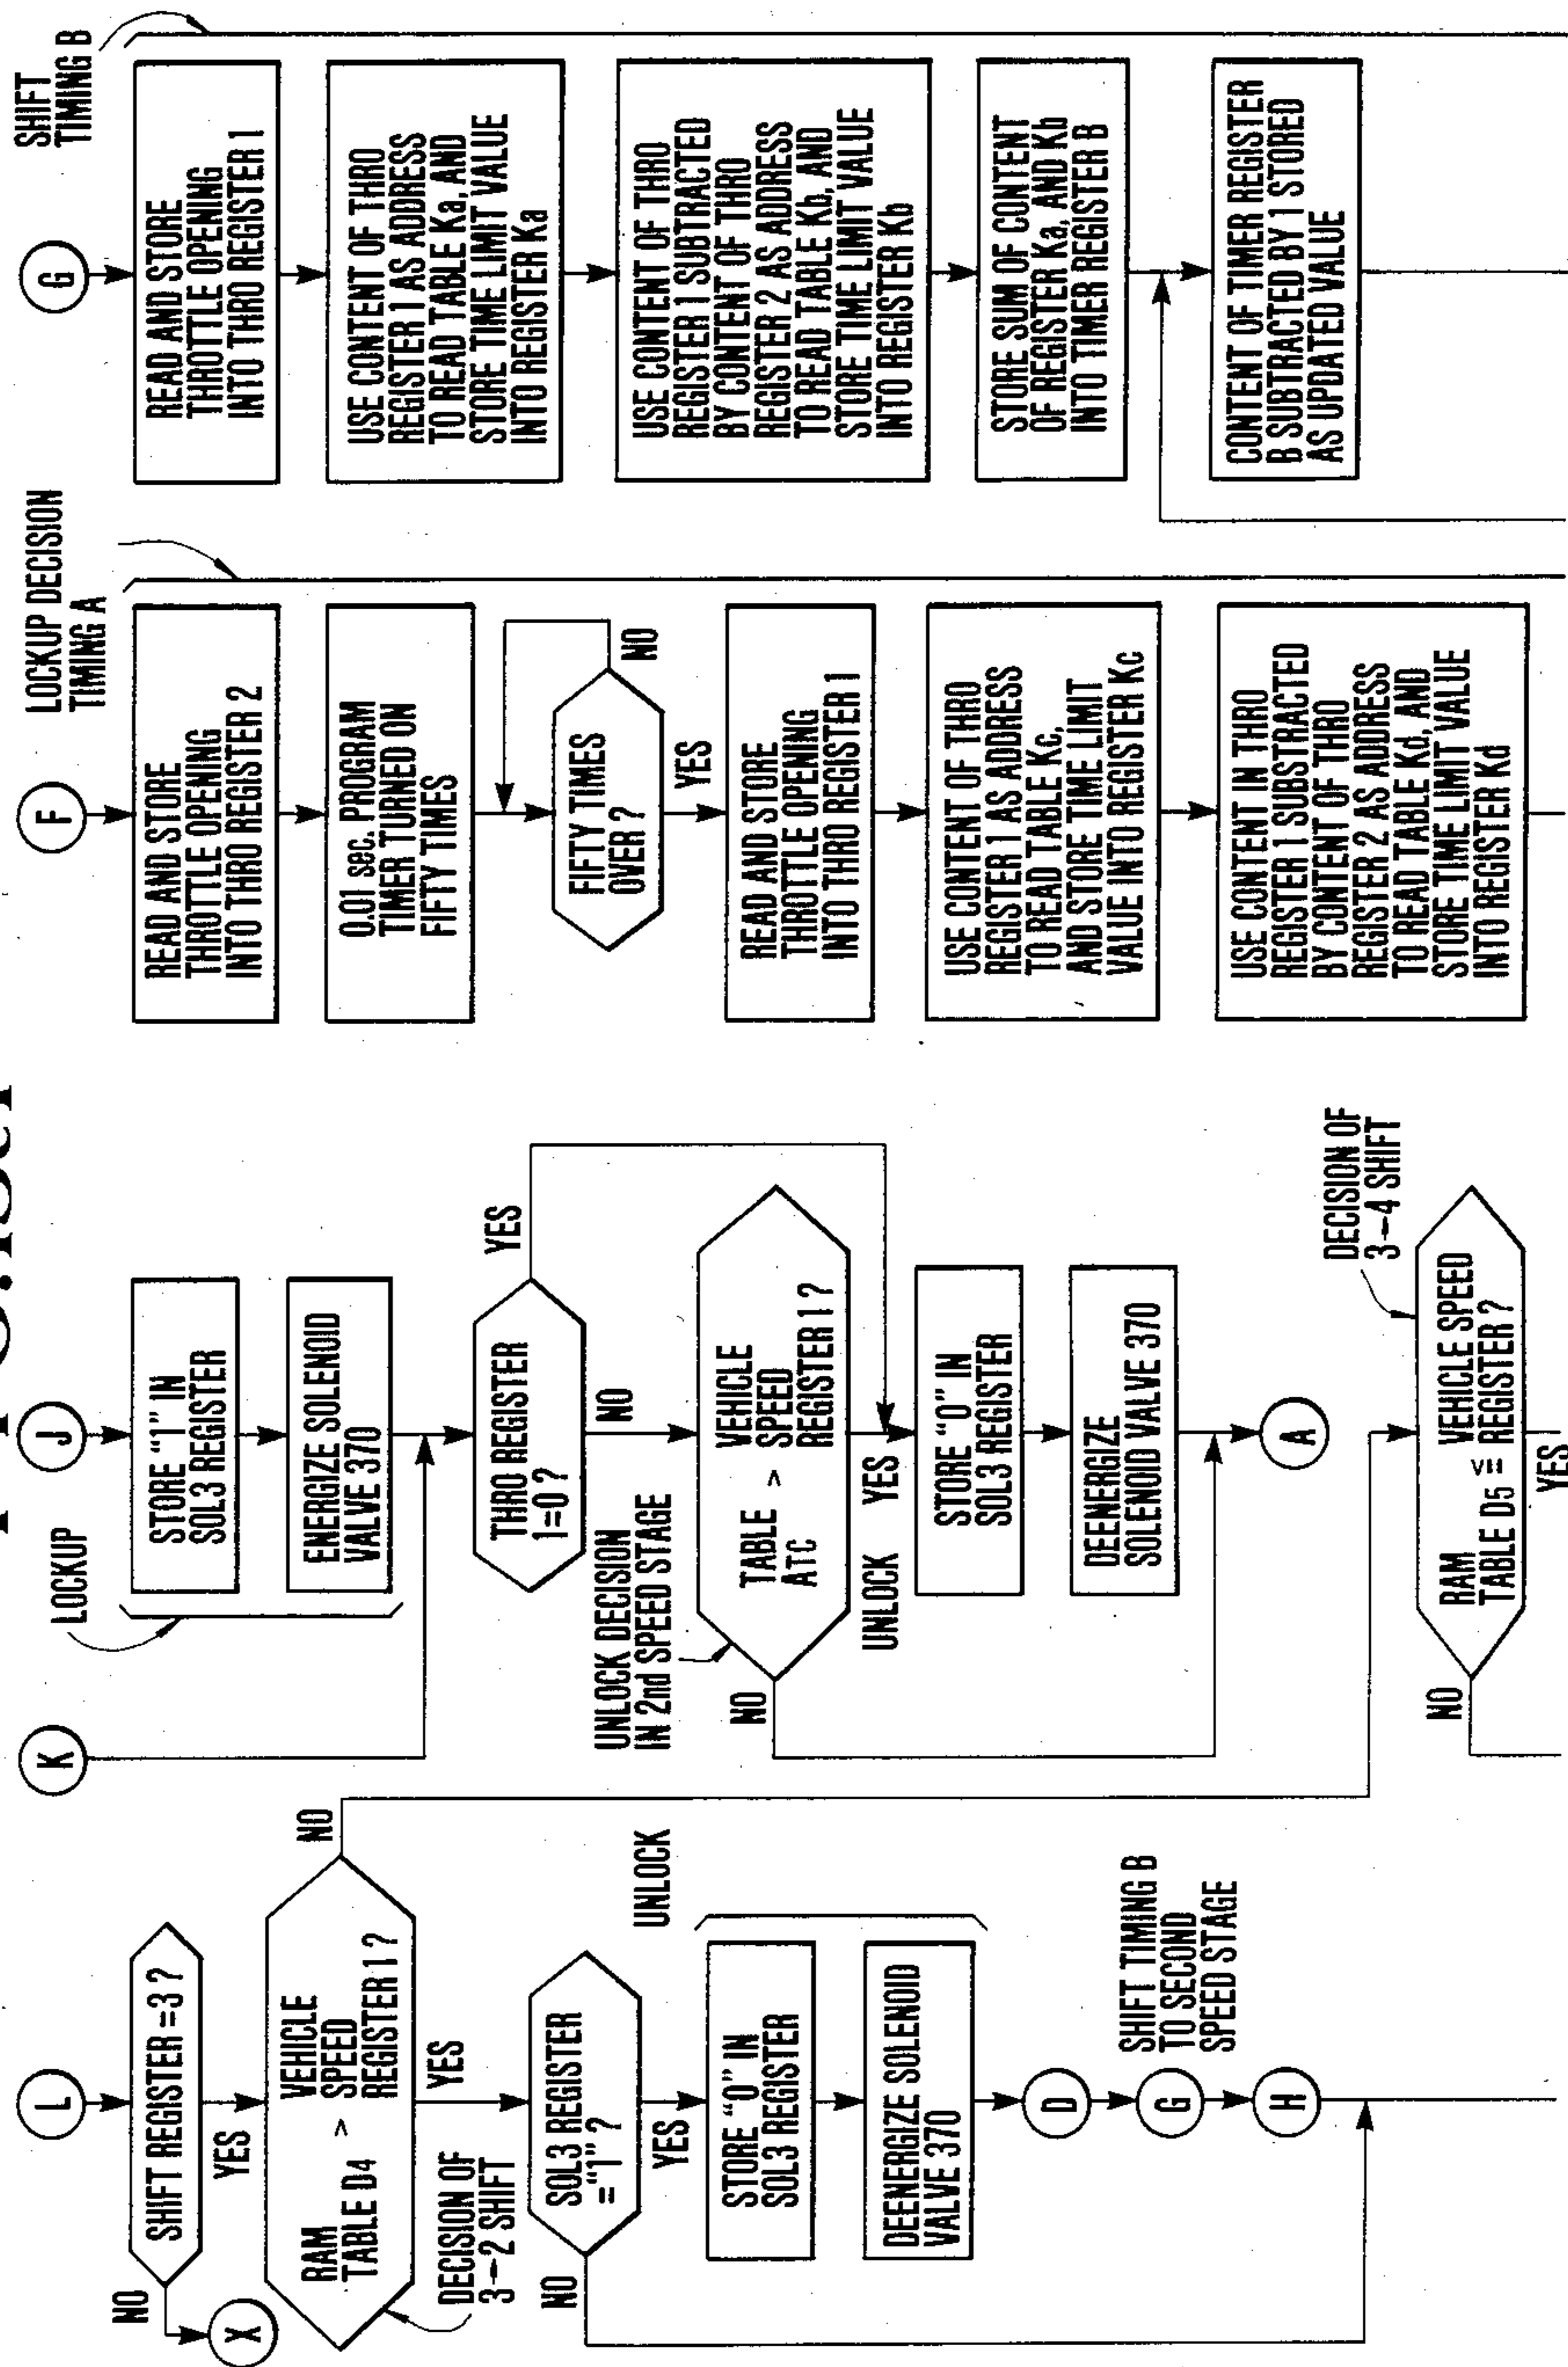 L
SHIFT REGISTER =3 ?
NO
X
YES
RAM
TABLE D4
>
VEHICLE
SPEED
REGISTER 1 ?
NO
DECISION OF
3→2 SHIFT
YES
SOL3 REGISTER
= "1" ?
NO
YES
UNLOCK
STORE "0" IN
SOL3 REGISTER
DEENERGIZE SOLENOID
VALVE 370
D
G
H
SHIFT TIMING B
TO SECOND
SPEED STAGE
K
J
LOCKUP
STORE "1" IN
SOL3 REGISTER
ENERGIZE SOLENOID
VALVE 370
THRO REGISTER
1=0 ?
YES
NO
UNLOCK DECISION
IN 2nd SPEED STAGE
TABLE
ATC
>
VEHICLE
SPEED
REGISTER 1 ?
NO
UNLOCK
YES
STORE "0" IN
SOL3 REGISTER
DEENERGIZE
SOLENOID VALVE 370
A
DECISION OF
3→4 SHIFT
RAM
TABLE D5
≦
VEHICLE SPEED
REGISTER ?
NO
YES
F
LOCKUP DECISION
TIMING A
READ AND STORE
THROTTLE OPENING
INTO THRO REGISTER 2
0.01 sec. PROGRAM
TIMER TURNED ON
FIFTY TIMES
FIFTY TIMES
OVER ?
NO
YES
READ AND STORE
THROTTLE OPENING
INTO THRO REGISTER 1
USE CONTENT OF THRO
REGISTER 1 AS ADDRESS
TO READ TABLE Kc,
AND STORE TIME LIMIT
VALUE INTO REGISTER Kc
USE CONTENT IN THRO
REGISTER 1 SUBSTRACTED
BY CONTENT OF THRO
REGISTER 2 AS ADDRESS
TO READ TABLE Kd, AND
STORE TIME LIMIT VALUE
INTO REGISTER Kd
G
SHIFT
TIMING B
READ AND STORE
THROTTLE OPENING
INTO THRO REGISTER 1
USE CONTENT OF THRO
REGISTER 1 AS ADDRESS
TO READ TABLE Ka, AND
STORE TIME LIMIT VALUE
INTO REGISTER Ka
USE CONTENT OF THRO
REGISTER 1 SUBTRACTED
BY CONTENT OF THRO
REGISTER 2 AS ADDRESS
TO READ TABLE Kb, AND
STORE TIME LIMIT VALUE
INTO REGISTER Kb
STORE SUM OF CONTENT
OF REGISTER Ka, AND Kb
INTO TIMER REGISTER B
CONTENT OF TIMER REGISTER
B SUBTRACTED BY 1 STORED
AS UPDATED VALUE